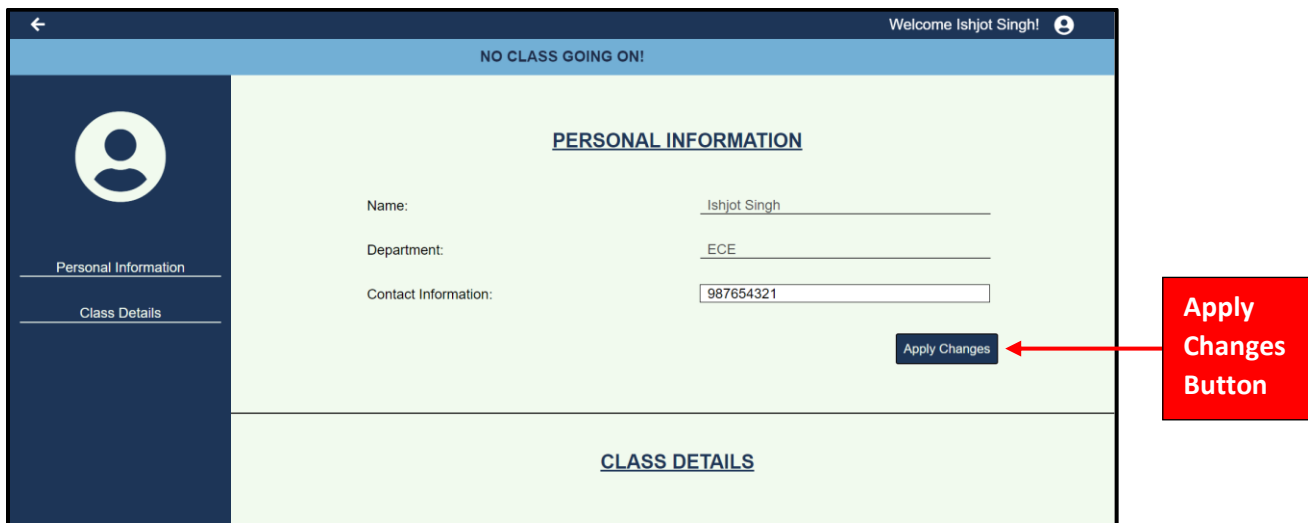 Welcome Ishjot Singh!
NO CLASS GOING ON!
PERSONAL INFORMATION
Name: Ishjot Singh
Department: ECE
Personal Information
Contact Information: 987654321
Class Details
Apply Changes
Apply
Changes
Button
CLASS DETAILS